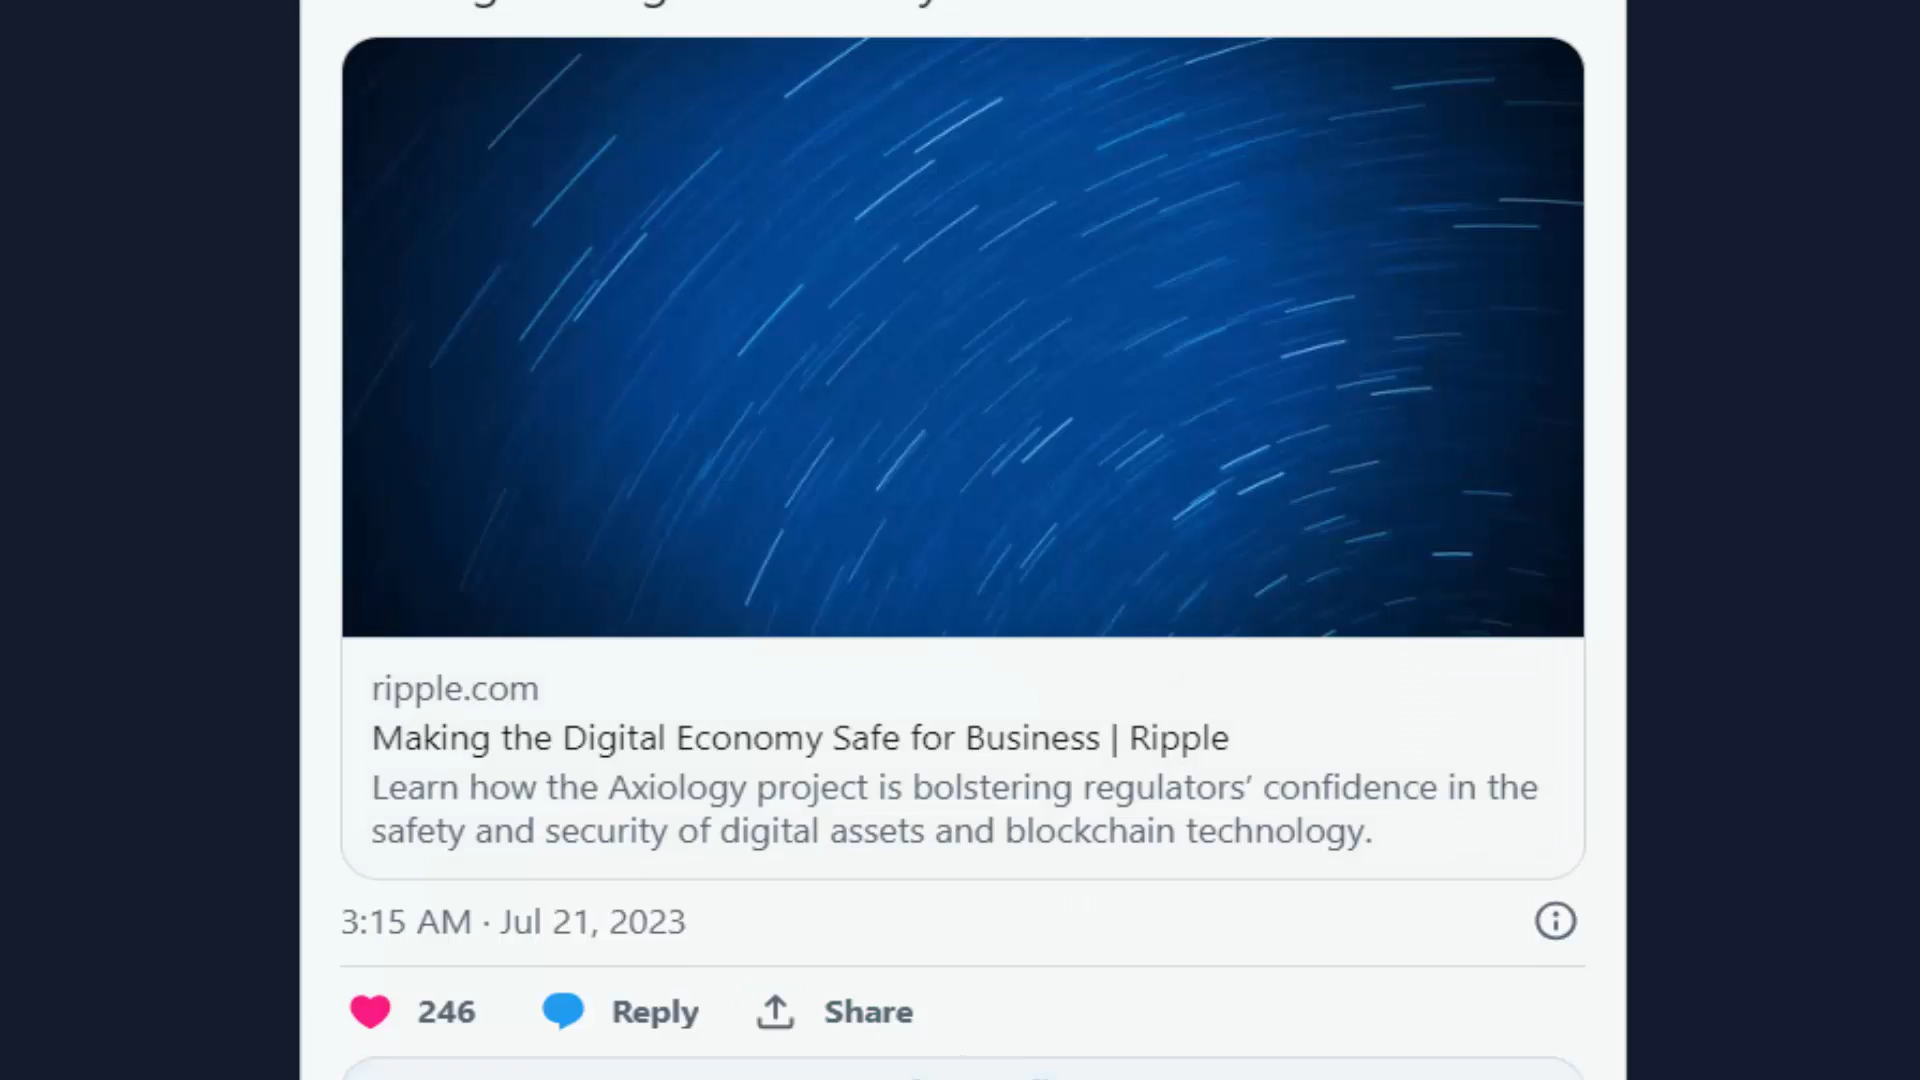 ripple.com
Making the Digital Economy Safe for Business | Ripple
Learn how the Axiology project is bolstering regulators’ confidence in the
safety and security of digital assets and blockchain technology.
3:15 AM · Jul 21, 2023
246 Reply Share